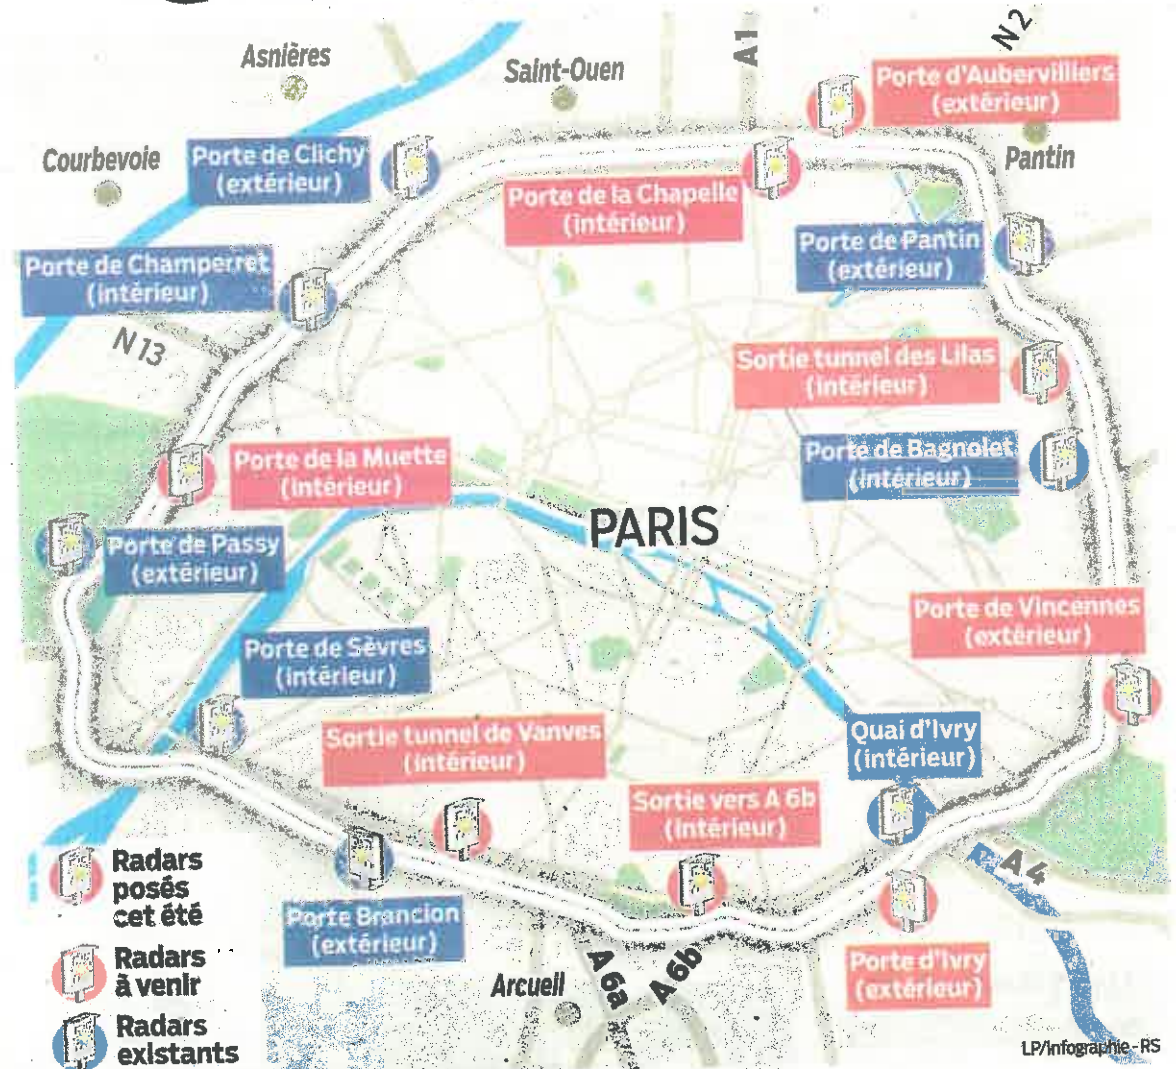 N 2
A 1
Asnières
Saint-Ouen
Porte d'Aubervilliers
(extérieur)
Courbevoie
Porte de Clichy
(extérieur)
Pantin
Porte de la Chapelle
(intérieur)
Porte de Pantin
(extérieur)
Porte de Champerret
(intérieur)
N 13
Sortie tunnel des Lilas
(intérieur)
Porte de la Muette
(intérieur)
Porte de Bagnolet
(intérieur)
PARIS
Porte de Passy
(extérieur)
Porte de Vincennes
(extérieur)
Porte de Sèvres
(intérieur)
Sortie tunnel de Vanves
(intérieur)
Quai d'Ivry
(intérieur)
Sortie vers A 6b
(intérieur)
A 4
Porte Brancion
(extérieur)
Porte d'Ivry
(extérieur)
Arcueil
A 6a
A 6b
Radars
posés
cet été
Radars
à venir
Radars
existants
LP/Infographie - RS